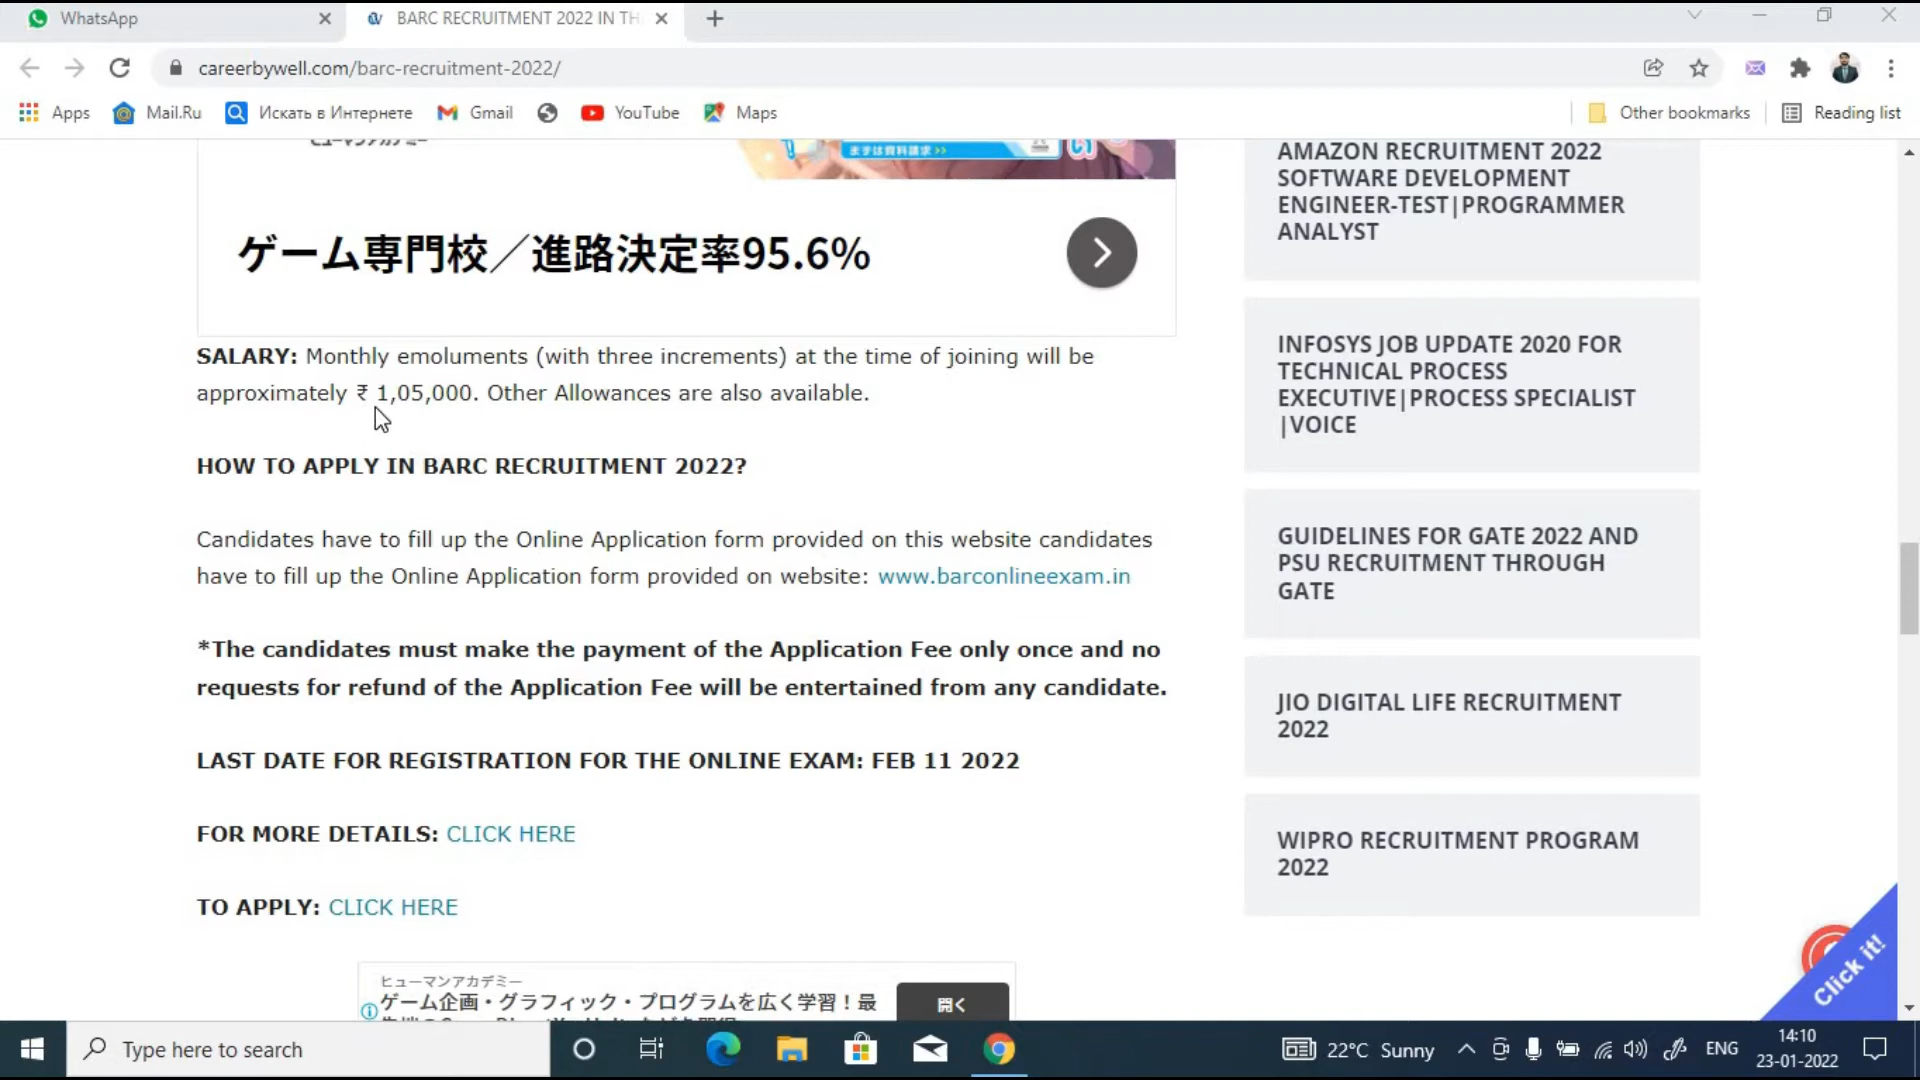 WhatsApp
BARC RECRUITMENT 2022 IN TH
careerbywell.com/barc-recruitment-2022/
Apps
Mail.Ru
Искать в Интернете
Gmail
YouTube
Maps
Other bookmarks
Reading list
まずは資料請求>>
ゲーム専門校／進路決定率95.6%
SALARY: Monthly emoluments (with three increments) at the time of joining will be
approximately ₹ 1,05,000. Other Allowances are also available.
HOW TO APPLY IN BARC RECRUITMENT 2022?
Candidates have to fill up the Online Application form provided on this website candidates
have to fill up the Online Application form provided on website: www.barconlineexam.in
*The candidates must make the payment of the Application Fee only once and no
requests for refund of the Application Fee will be entertained from any candidate.
LAST DATE FOR REGISTRATION FOR THE ONLINE EXAM: FEB 11 2022
FOR MORE DETAILS: CLICK HERE
TO APPLY: CLICK HERE
ヒューマンアカデミー
ゲーム企画・グラフィック・プログラムを広く学習！最
開く
AMAZON RECRUITMENT 2022
SOFTWARE DEVELOPMENT
ENGINEER-TEST|PROGRAMMER
ANALYST
INFOSYS JOB UPDATE 2020 FOR
TECHNICAL PROCESS
EXECUTIVE|PROCESS SPECIALIST
|VOICE
GUIDELINES FOR GATE 2022 AND
PSU RECRUITMENT THROUGH
GATE
JIO DIGITAL LIFE RECRUITMENT
2022
WIPRO RECRUITMENT PROGRAM
2022
Click it!
Type here to search
22°C Sunny
ENG
14:10
23-01-2022